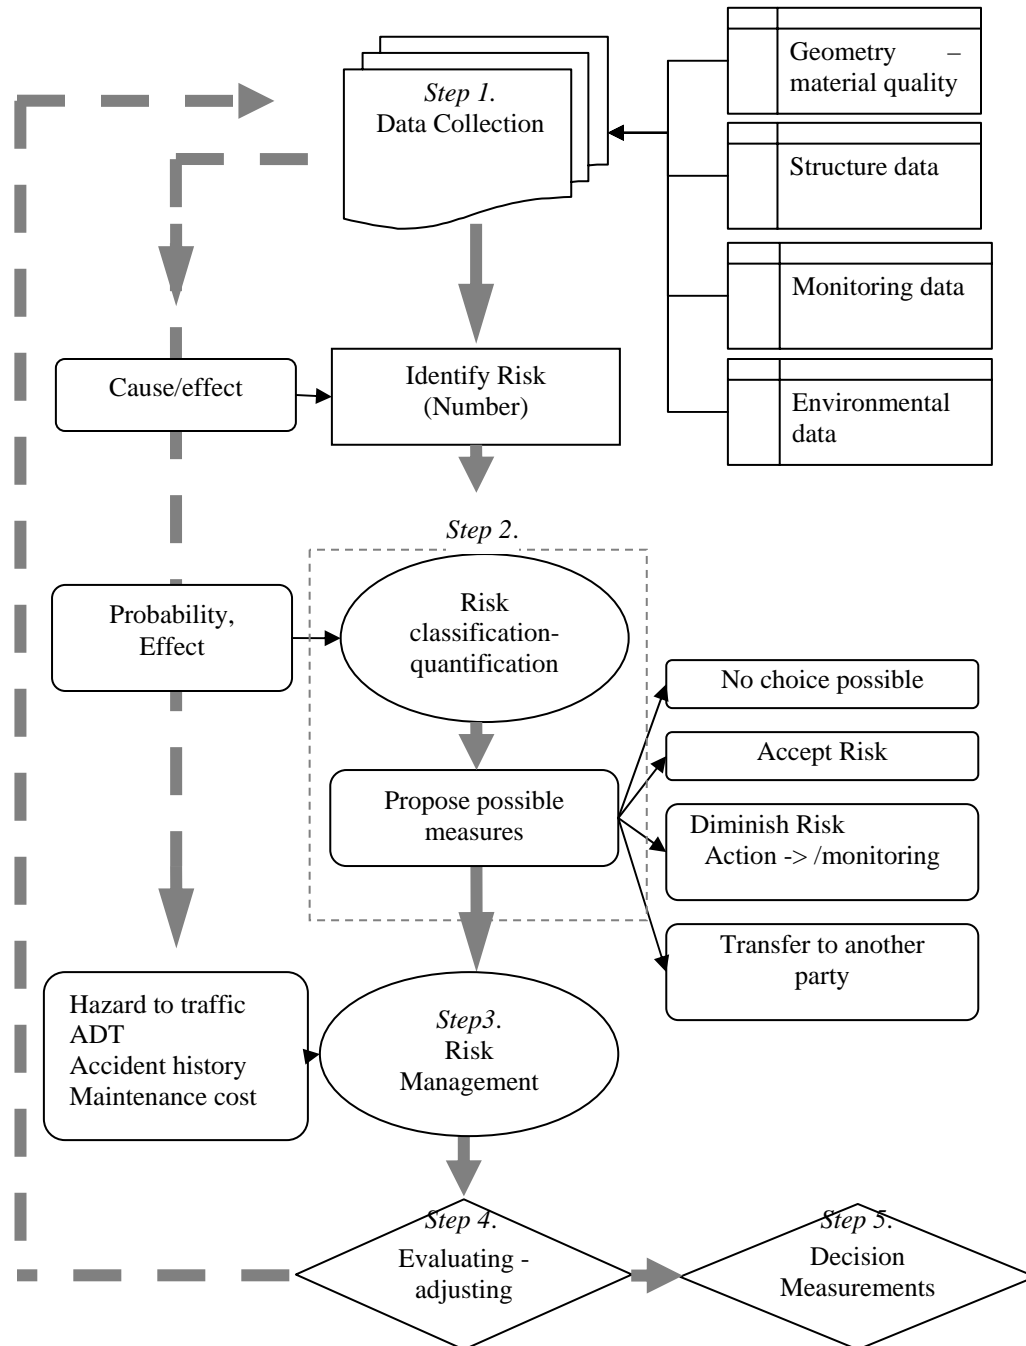 Step 1.
Data Collection
Geometry –
material quality
Structure data
Monitoring data
Environmental
data
Cause/effect
Identify Risk
(Number)
Step 2.
Probability,
Effect
Risk
classification-
quantification
Propose possible
measures
No choice possible
Accept Risk
Diminish Risk
Action -> /monitoring
Transfer to another
party
Hazard to traffic
ADT
Accident history
Maintenance cost
Step3.
Risk
Management
Step 4.
Evaluating -
adjusting
Step 5.
Decision
Measurements